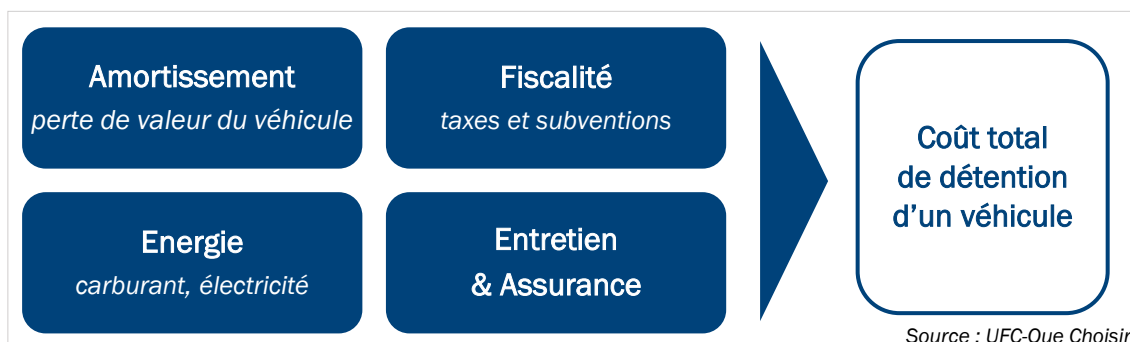 Amortissement
perte de valeur du véhicule
Fiscalité
taxes et subventions
Energie
carburant, électricité
Entretien
& Assurance
Coût total
de détention
d'un véhicule
Source : UFC-Que Choisir